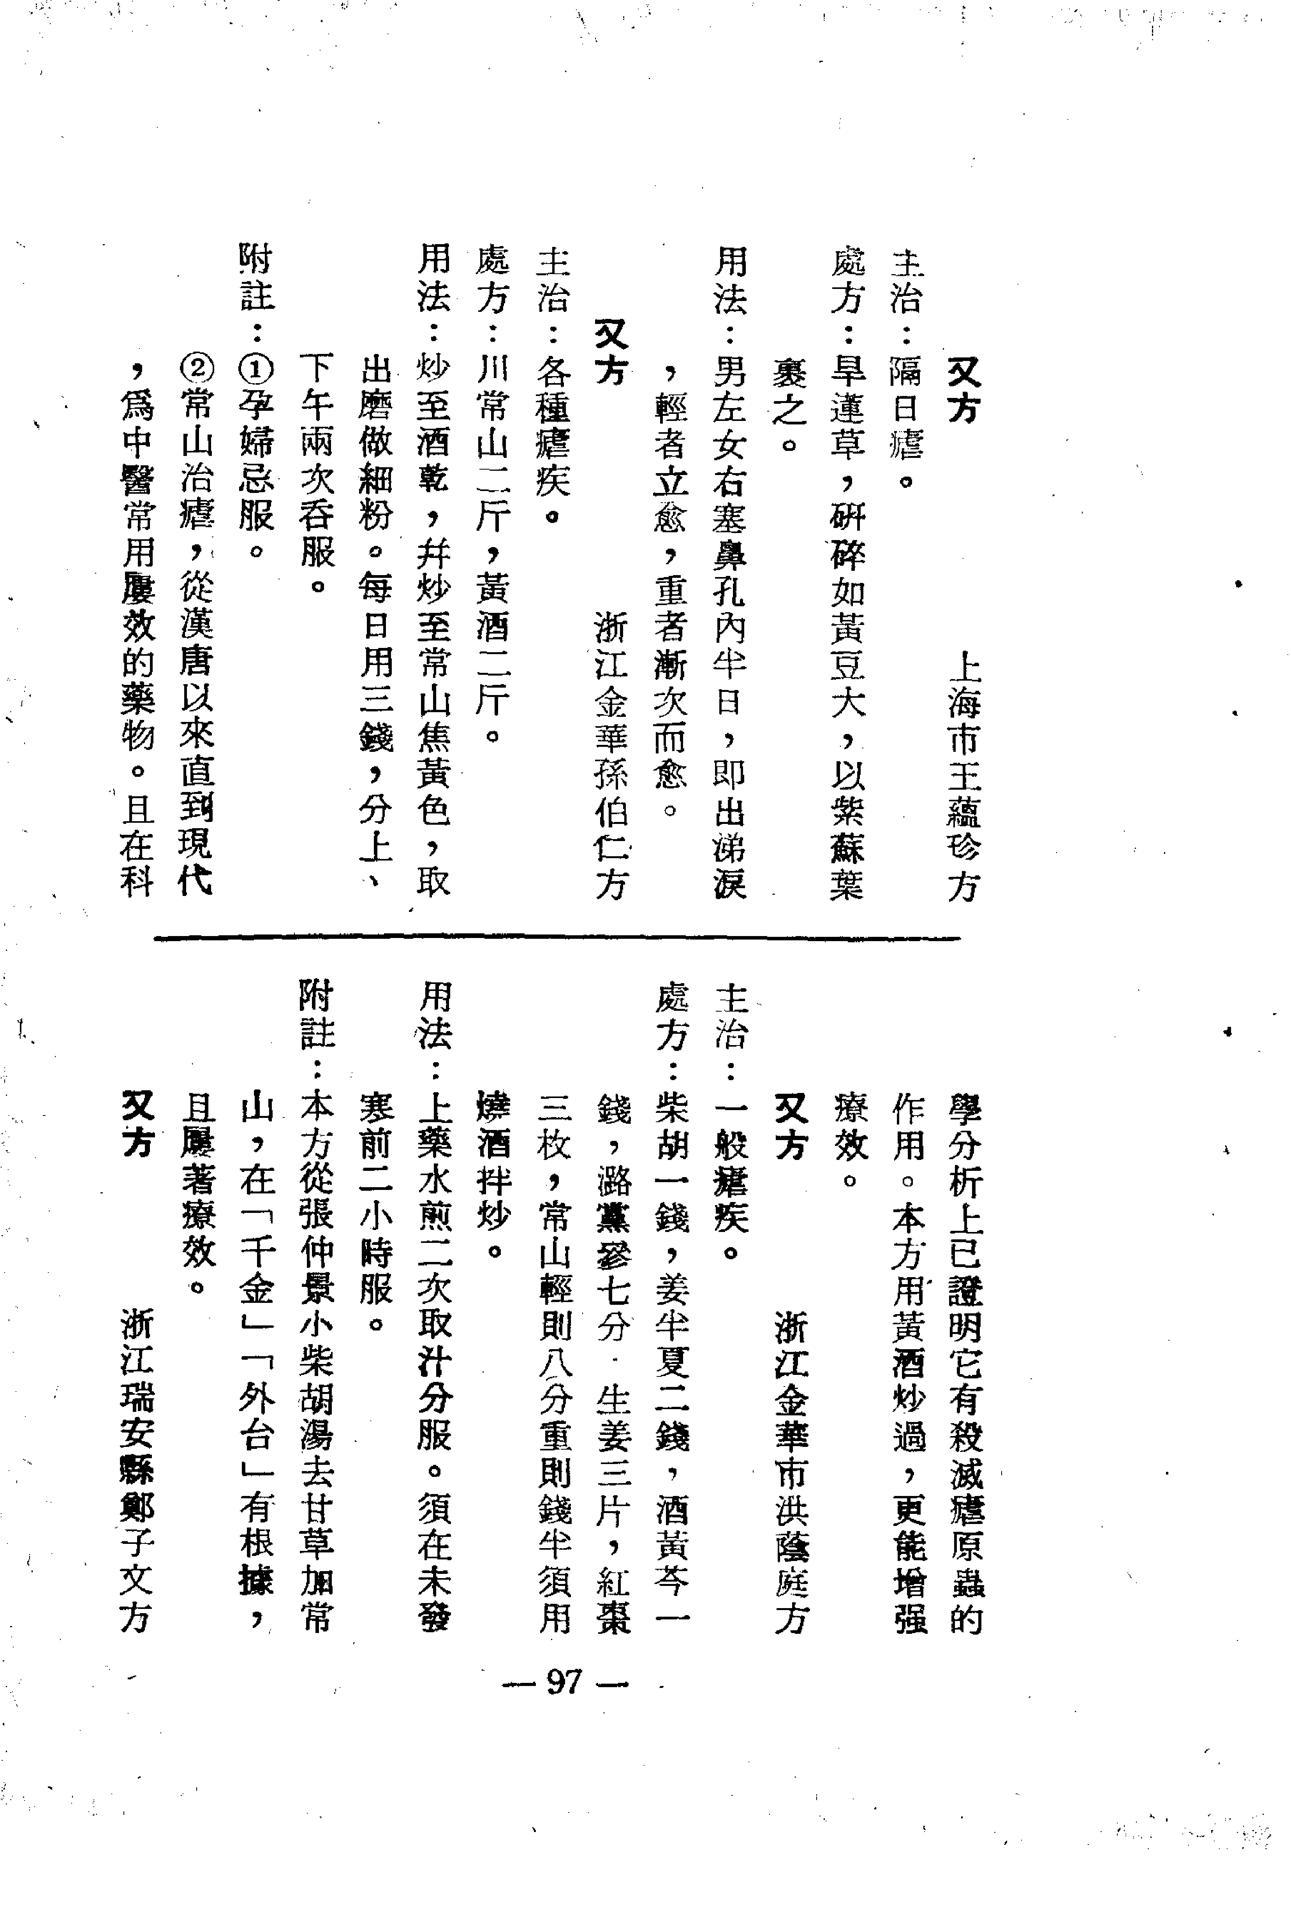 又方　上海市王蘊珍方
主治：隔日瘧。
處方：旱蓮草，研碎如黃豆大，以紫蘇葉
裹之。
用法：男左女右塞鼻孔內半日，即出涕淚
，輕者立愈，重者漸次而愈。
又方　浙江金華孫伯仁方
主治：各種瘧疾。
處方：川常山二斤，黃酒二斤。
用法：炒至酒乾，幷炒至常山焦黃色，取
出磨做細粉。每日用三錢，分上、
下午兩次吞服。
附註：①孕婦忌服。
②常山治瘧，從漢唐以來直到現代
，爲中醫常用屢效的藥物。且在科
學分析上已證明它有殺滅瘧原蟲的
作用。本方用黃酒炒過，更能增强
療效。
又方　浙江金華市洪蔭庭方
主治：一般瘧疾。
處方：柴胡一錢，姜半夏二錢，酒黃芩一
錢，潞黨參七分．生姜三片，紅棗
三枚，常山輕則八分重則錢半須用
燒酒拌炒。
用法：上藥水煎二次取汁分服。須在未發
寒前二小時服。
附註：本方從張仲景小柴胡湯去甘草加常
山，在「千金」「外台」有根據，
且屢著療效。
又方　浙江瑞安縣鄭子文方
— 97 —